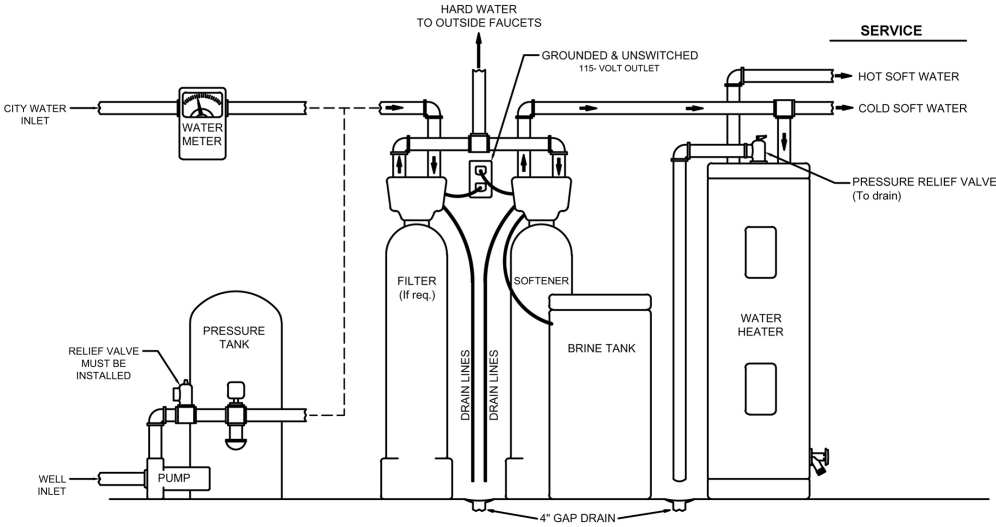 HARD WATER
TO OUTSIDE FAUCETS
SERVICE
GROUNDED & UNSWITCHED
115- VOLT OUTLET
HOT SOFT WATER
CITY WATER
INLET
COLD SOFT WATER
WATER
METER
PRESSURE RELIEF VALVE
(To drain)
FILTER
(If req.)
SOFTENER
PRESSURE
TANK
WATER
HEATER
RELIEF VALVE
MUST BE
INSTALLED
BRINE TANK
DRAIN LINES
DRAIN LINES
WELL
INLET
PUMP
4" GAP DRAIN